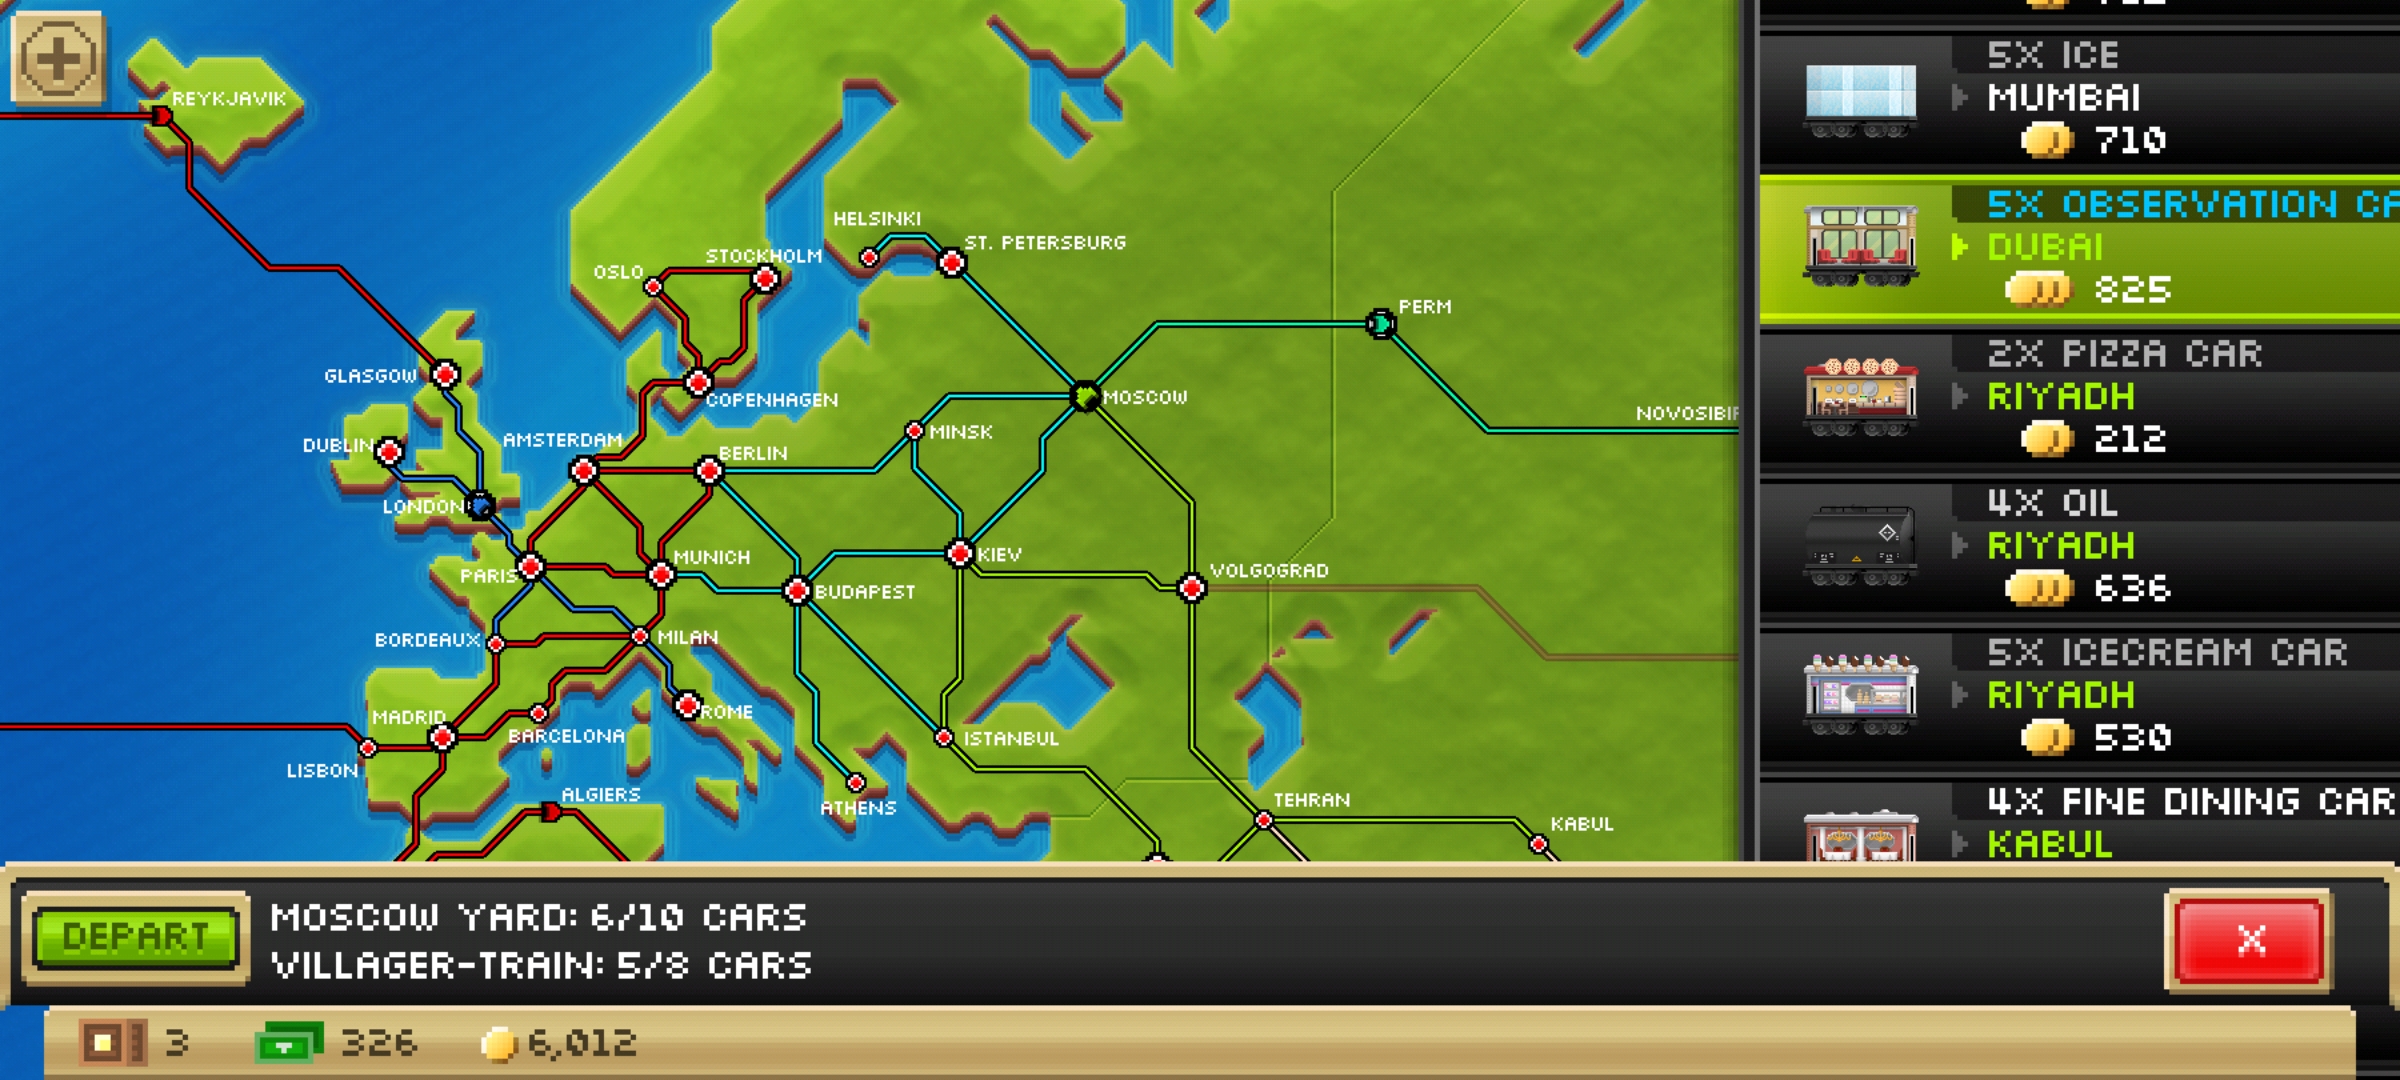 REYKJAVIK
HELSINKI
ST. PETERSBURG
STOCKHOLM
OSLO
PERM
GLASGOW
COPENHAGEN
MOSCOW
DUBLIN
AMSTERDAM
BERLIN
MINSK
LONDON
PARIS
MUNICH
BUDAPEST
KIEV
VOLGOGRAD
BORDEAUX
MILAN
MADRID
ROME
BARCELONA
ISTANBUL
LISBON
ALGIERS
ATHENS
TEHRAN
KABUL
5X ICE
MUMBAI
710
5X OBSERVATION
DUBAI
825
2X PIZZA CAR
RIYADH
212
4X OIL
RIYADH
636
5X ICECREAM CAR
RIYADH
530
4X FINE DINING CAR
KABUL
DEPART
MOSCOW YARD: 6/10 CARS
VILLAGER-TRAIN: 5/8 CARS
X
3
326
6,012